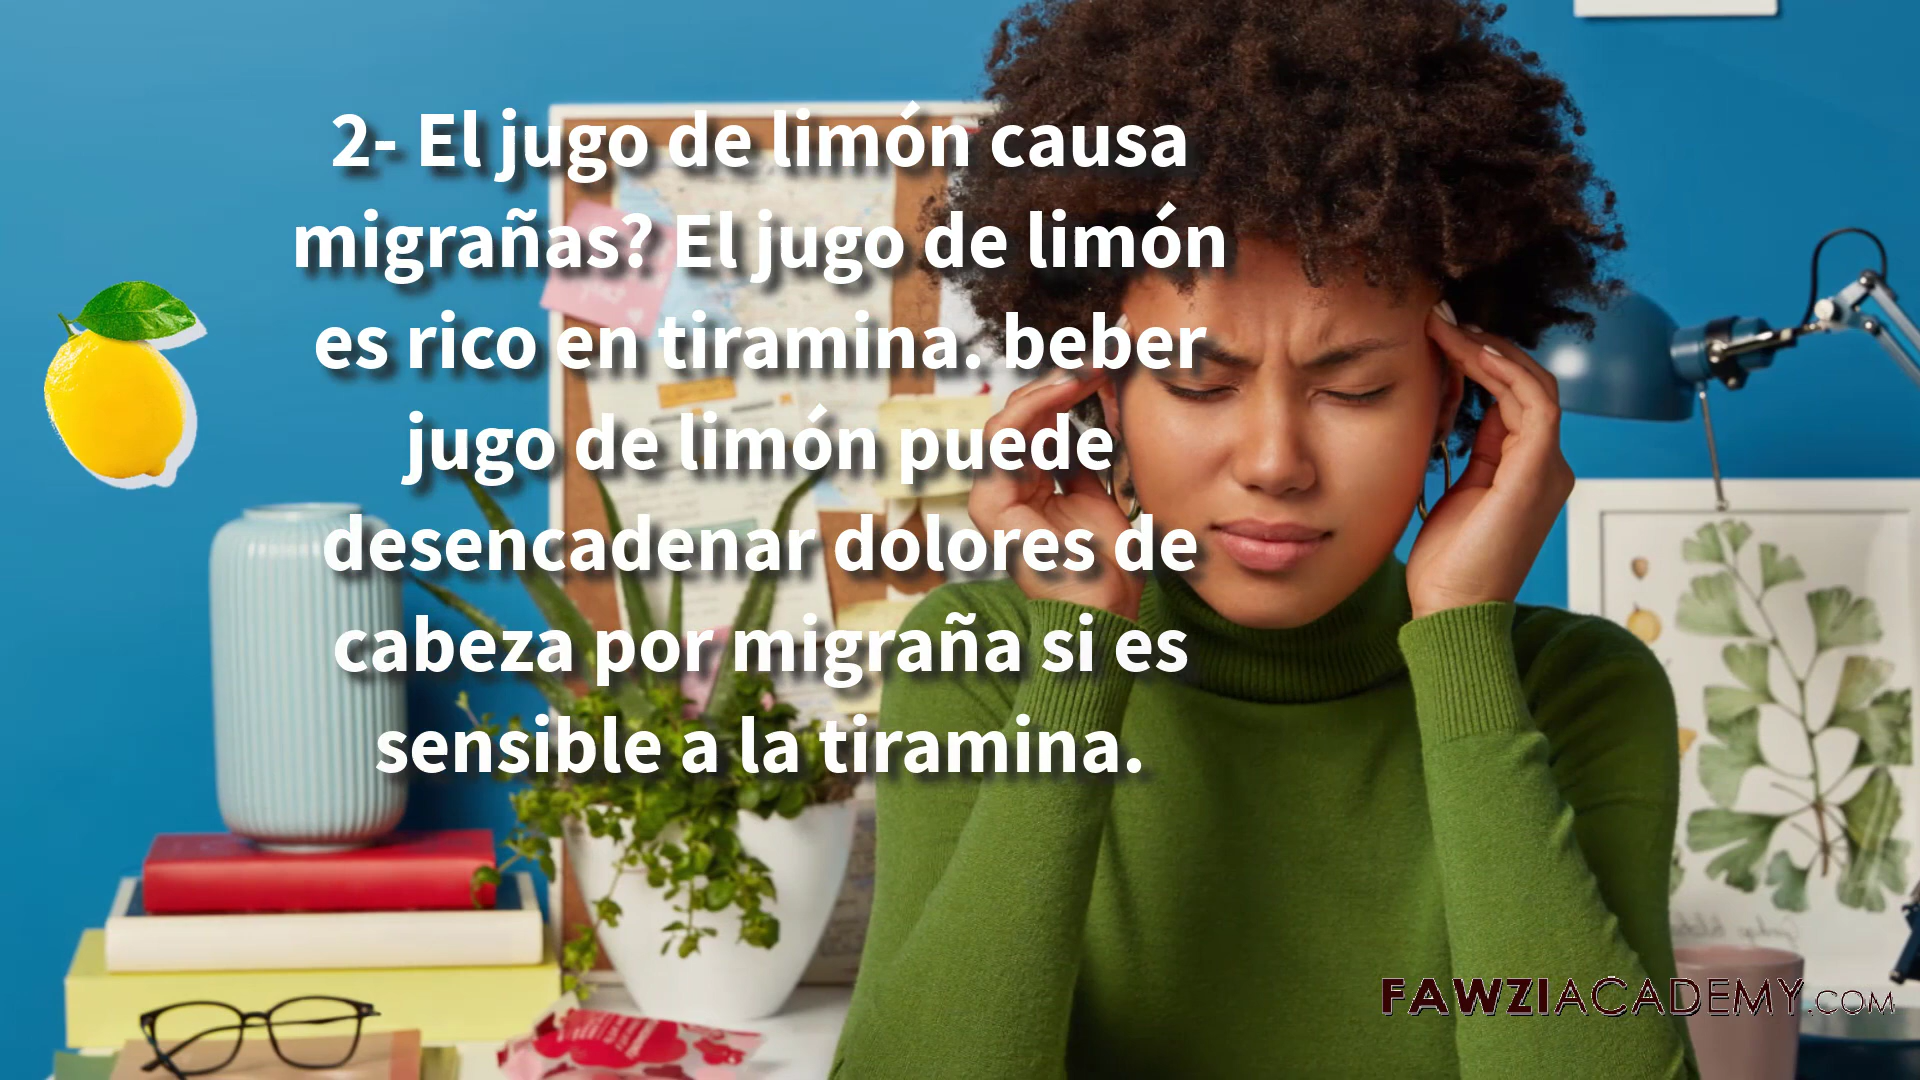 2- El jugo de limón causa
migrañas? El jugo de limón
es rico en tiramina. beber
jugo de limón puede
desencadenar dolores de
cabeza por migraña si es
sensible a la tiramina.
FAWZIACADEMY.COM